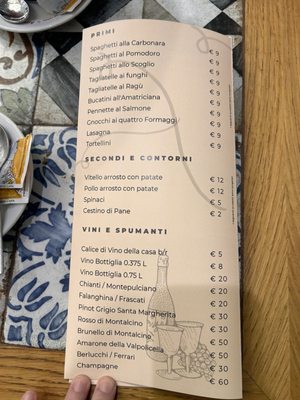 PRIMI
Spaghetti alla Carbonara € 9
Spaghetti al Pomodoro € 9
Spaghetti allo Scoglio € 9
Tagliatelle ai funghi € 9
Tagliatelle al Ragù € 9
Bucatini all'Amatriciana € 9
Pennette al Salmone € 9
Gnocchi ai quattro Formaggi € 9
Lasagna € 9
Tortellini € 9
SECONDI E CONTORNI
Vitello arrosto con patate € 12
Pollo arrosto con patate € 12
Spinaci € 5
Cestino di Pane € 2
VINI E SPUMANTI
Calice di Vino della casa b/r € 5
Vino Bottiglia 0.375 L € 8
Vino Bottiglia 0.75 L € 20
Chianti / Montepulciano € 20
Falanghina / Frascati € 20
Pinot Grigio Santa Margherita € 30
Rosso di Montalcino € 30
Brunello di Montalcino € 50
Amarone della Valpolicella € 50
Berlucchi / Ferrari € 50
Champagne € 60